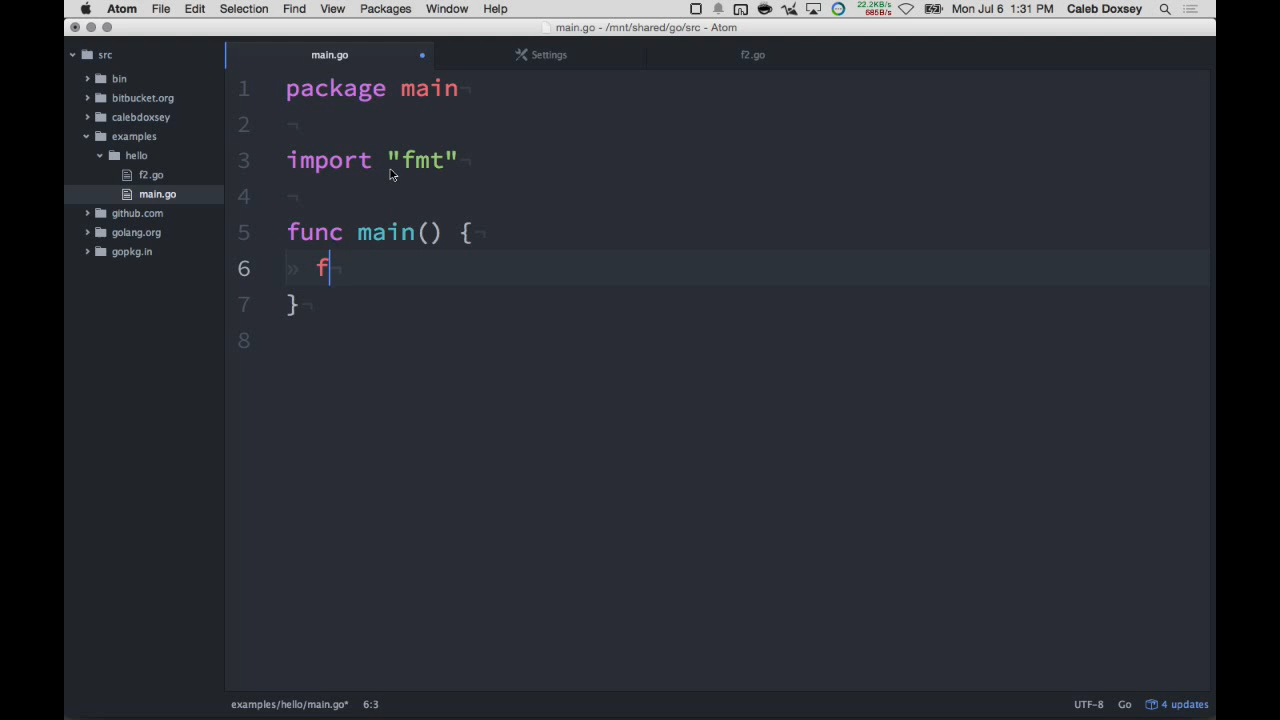 Atom File Edit Selection Find View Packages Window Help 22.2KB/s 685B/s Mon Jul 6 1:31 PM Caleb Doxsey
main.go - /mnt/shared/go/src - Atom
src
bin
bitbucket.org
calebdoxsey
examples
hello
f2.go
main.go
github.com
golang.org
gopkg.in
main.go Settings f2.go
1 package main¬
2 ¬
3 import "fmt"¬
4 ¬
5 func main() {¬
6 » f¬
7 }¬
8
examples/hello/main.go* 6:3 UTF-8 Go 4 updates